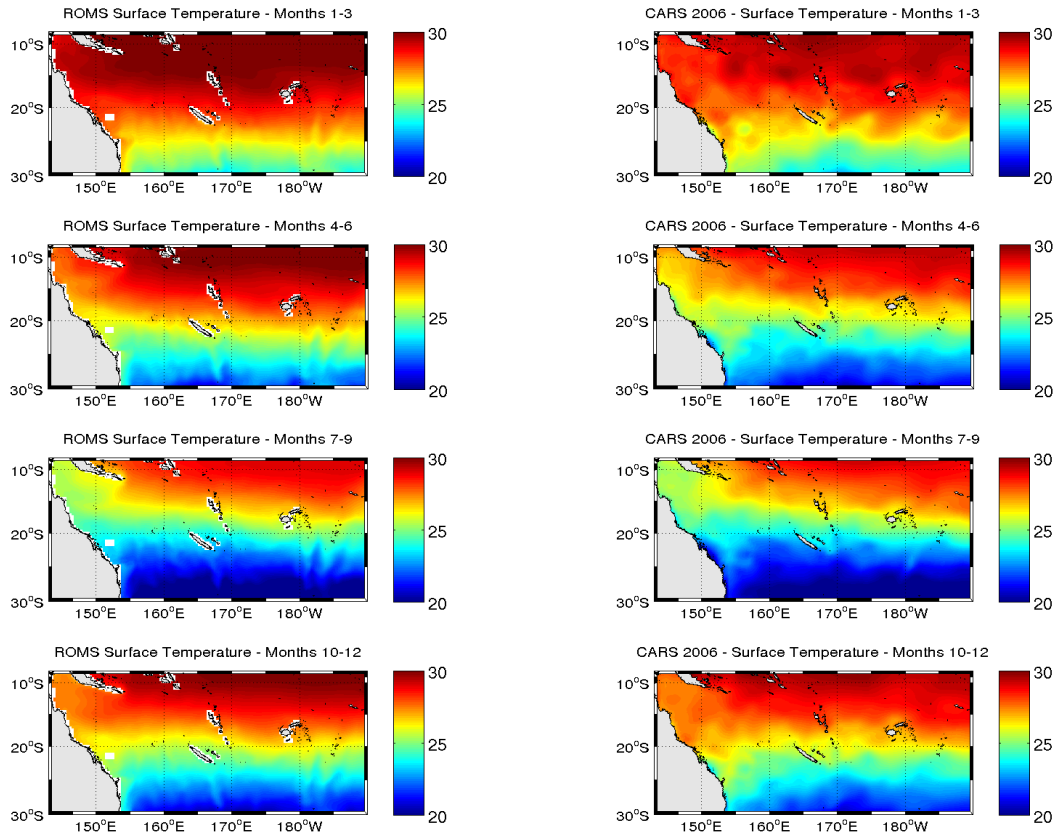 ROMS Surface Temperature - Months 1-3
10°S
20°S
30°S
150°E 160°E 170°E 180°W
30
25
20
CARS 2006 - Surface Temperature - Months 1-3
10°S
20°S
30°S
150°E 160°E 170°E 180°W
30
25
20
ROMS Surface Temperature - Months 4-6
10°S
20°S
30°S
150°E 160°E 170°E 180°W
30
25
20
CARS 2006 - Surface Temperature - Months 4-6
10°S
20°S
30°S
150°E 160°E 170°E 180°W
30
25
20
ROMS Surface Temperature - Months 7-9
10°S
20°S
30°S
150°E 160°E 170°E 180°W
30
25
20
CARS 2006 - Surface Temperature - Months 7-9
10°S
20°S
30°S
150°E 160°E 170°E 180°W
30
25
20
ROMS Surface Temperature - Months 10-12
10°S
20°S
30°S
150°E 160°E 170°E 180°W
30
25
20
CARS 2006 - Surface Temperature - Months 10-12
10°S
20°S
30°S
150°E 160°E 170°E 180°W
30
25
20